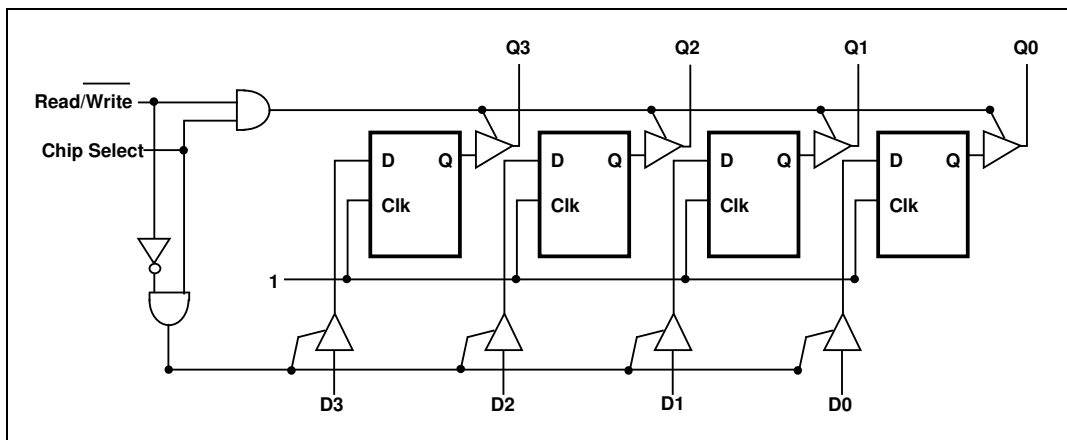 Q3 Q2 Q1 Q0
Read/Write
Chip Select
D Q D Q D Q D Q
Clk Clk Clk Clk
1
D3 D2 D1 D0